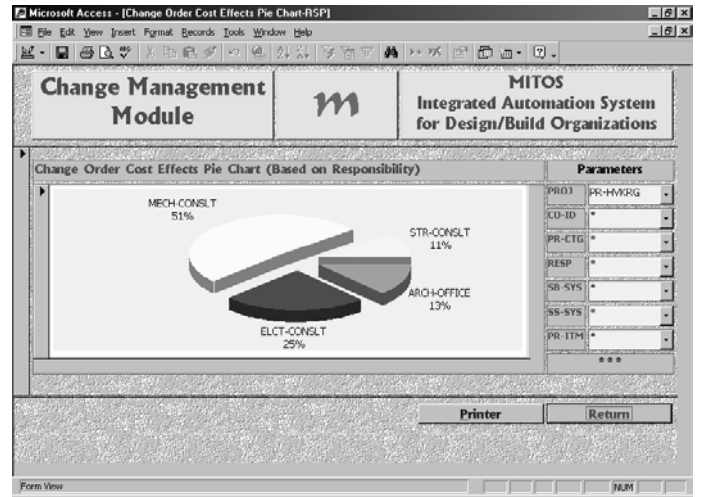 Microsoft Access - [Change Order Cost Effects Pie Chart-RSP]
File Edit View Insert Format Records Tools Window Help
Change Management
Module
m
MITOS
Integrated Automation System
for Design/Build Organizations
Change Order Cost Effects Pie Chart (Based on Responsibility)
Parameters
MECH-CONSLT
51%
STR-CONSLT
11%
ARCH-OFFICE
13%
ELCT-CONSLT
25%
PROJ PR-HVKRG
CO-ID *
PR-CTG *
RESP *
SB-SYS *
SS-SYS *
PR-ITM *
***
Printer
Return
Form View
NUM